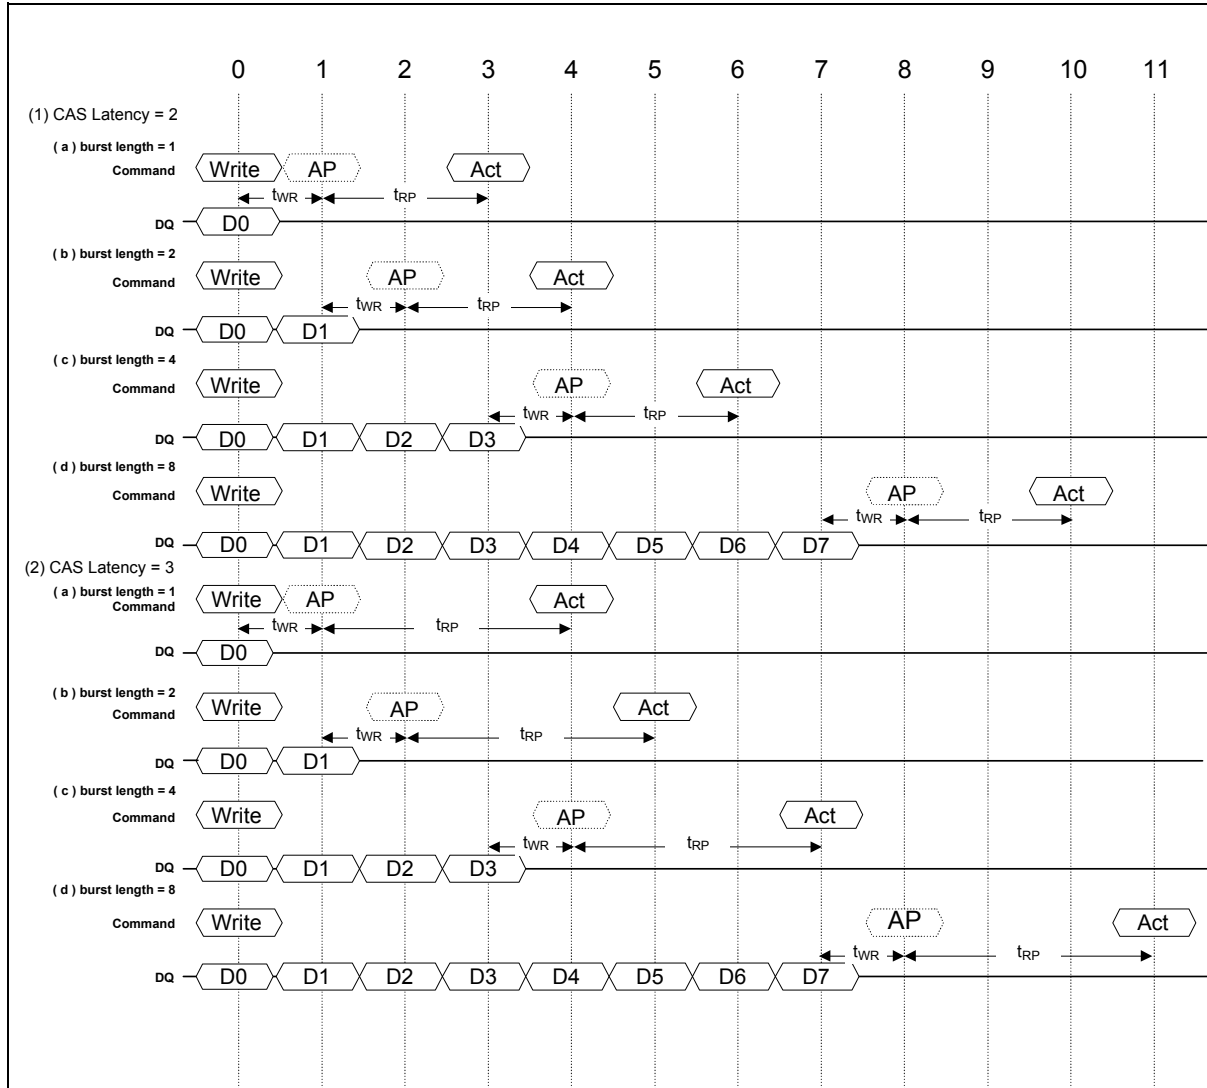 0 1 2 3 4 5 6 7 8 9 10 11
(1) CAS Latency = 2
( a ) burst length = 1
Command Write AP Act
tWR tRP
DQ D0
( b ) burst length = 2
Command Write AP Act
tWR tRP
DQ D0 D1
( c ) burst length = 4
Command Write AP Act
tWR tRP
DQ D0 D1 D2 D3
( d ) burst length = 8
Command Write AP Act
tWR tRP
DQ D0 D1 D2 D3 D4 D5 D6 D7
(2) CAS Latency = 3
( a ) burst length = 1
Command Write AP Act
tWR tRP
DQ D0
( b ) burst length = 2
Command Write AP Act
tWR tRP
DQ D0 D1
( c ) burst length = 4
Command Write AP Act
tWR tRP
DQ D0 D1 D2 D3
( d ) burst length = 8
Command Write AP Act
tWR tRP
DQ D0 D1 D2 D3 D4 D5 D6 D7